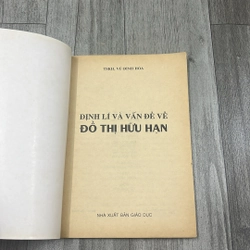 ĐỊNH LÍ VÀ VẤN ĐỀ VỀ
ĐỒ THỊ HỮU HẠN
NHÀ XUẤT BẢN GIÁO DỤC